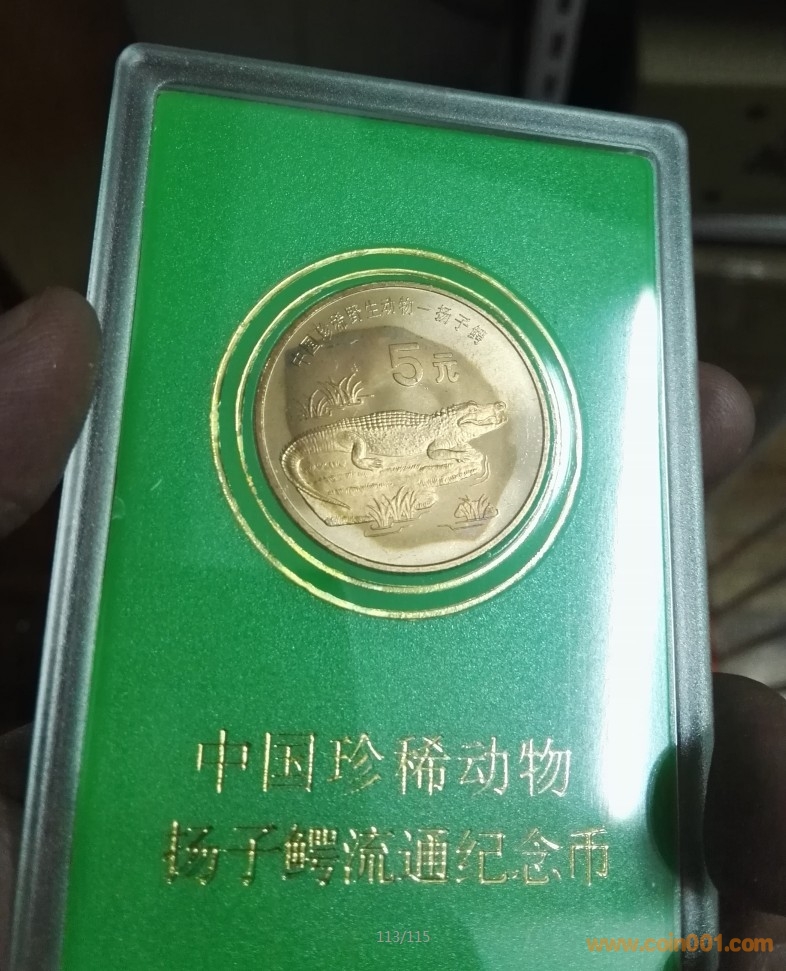 中国珍稀野生动物一扬子鳄
5元
中国珍稀动物
扬子鳄流通纪念币
113/115
www.coin001.com